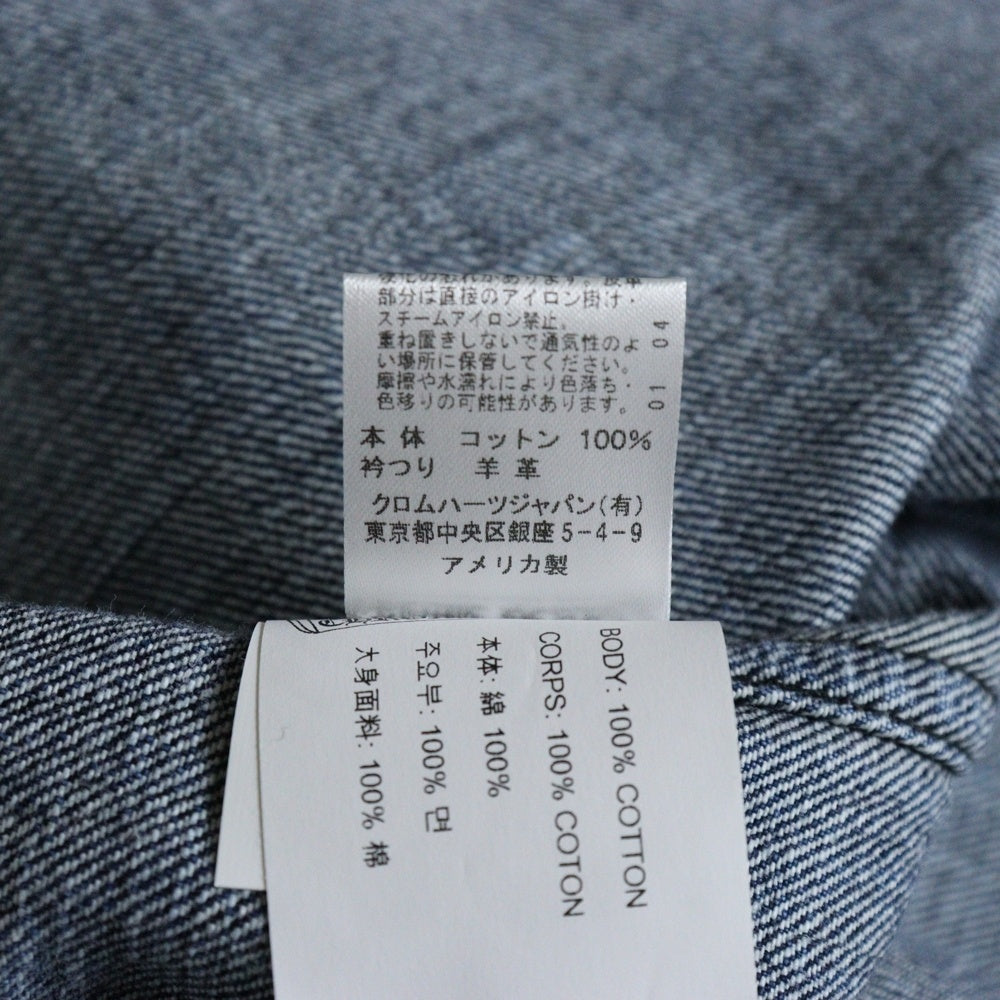 部分は直接のアイロン掛け・
スチームアイロン禁止。
重ね置きしないで通気性のよ
い場所に保管してください。
摩擦や水濡れにより色落ち・
色移りの可能性があります。
01 04
本体 コットン 100%
衿つり 羊革
クロムハーツジャパン(有)
東京都中央区銀座5-4-9
アメリカ製
BODY: 100% COTTON
CORPS: 100% COTON
本体: 綿 100%
주요부: 100% 면
大身面料: 100% 棉